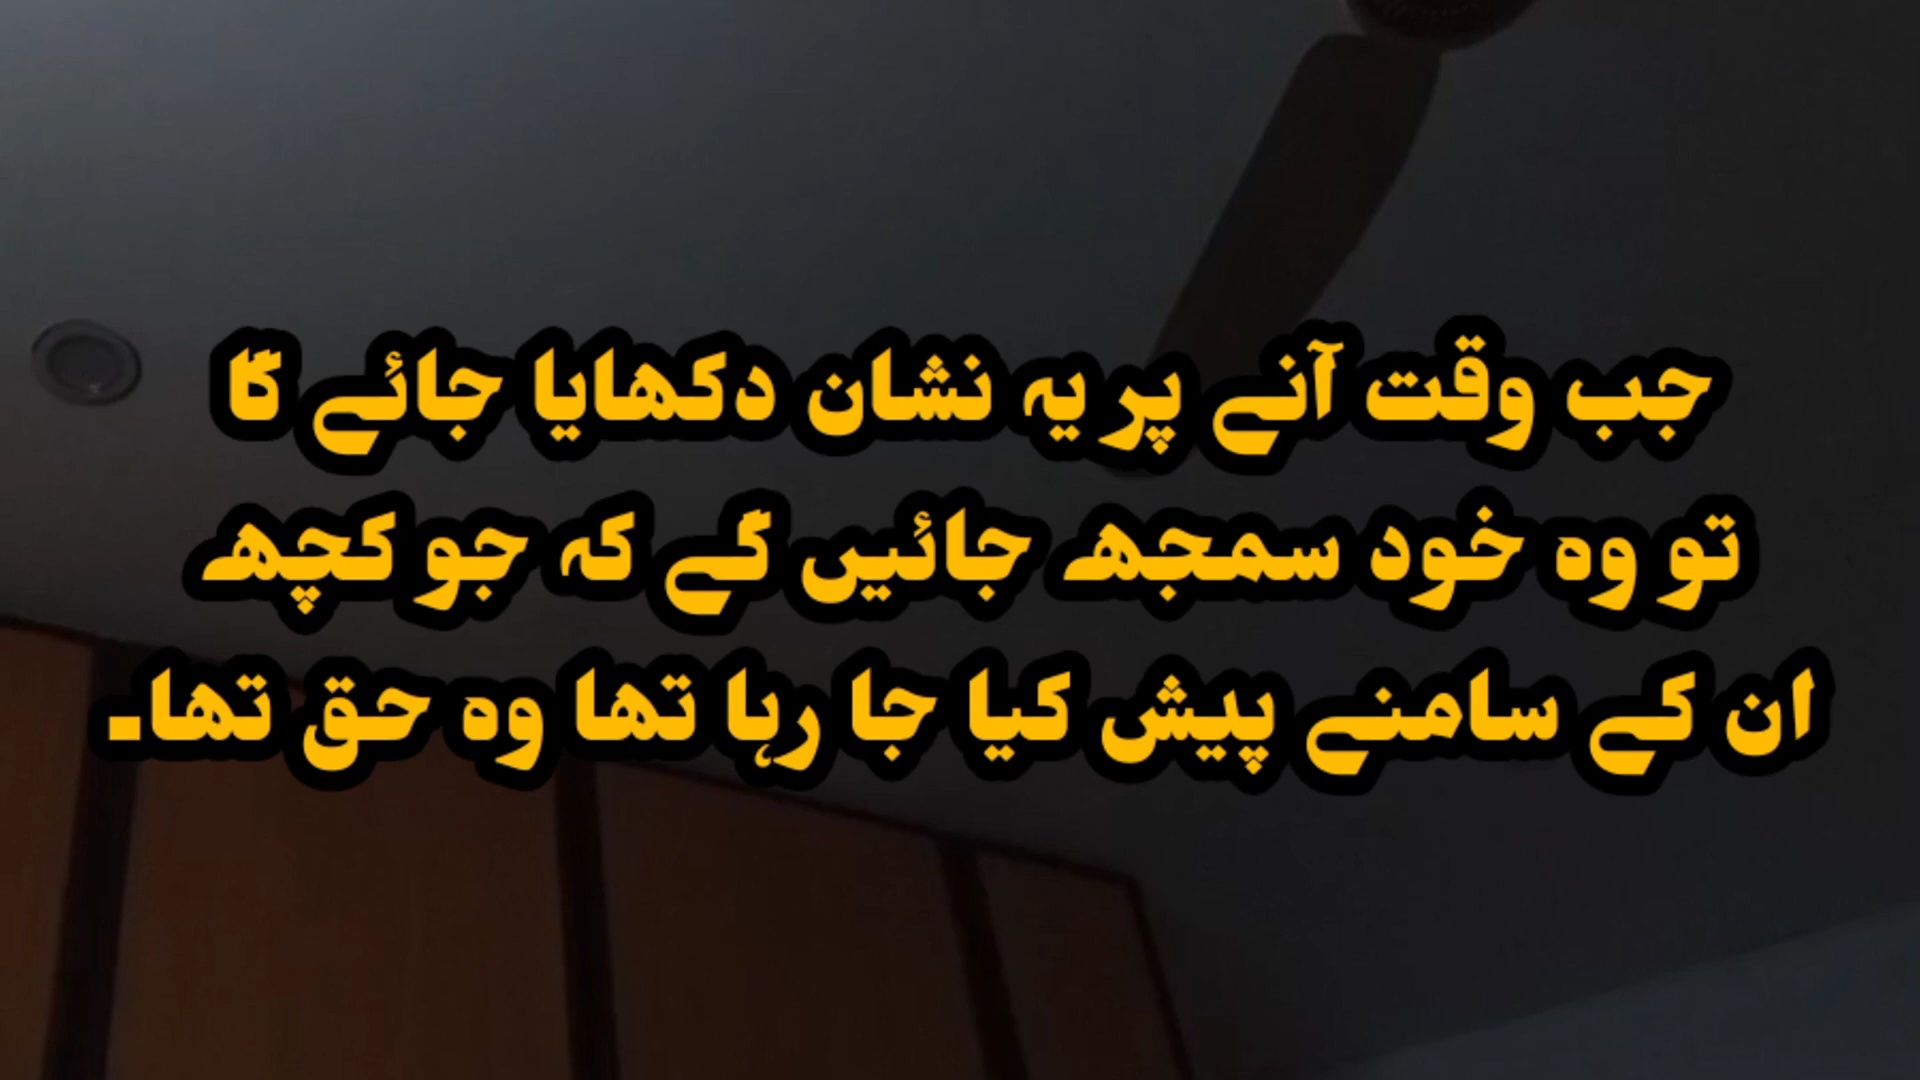 جب وقت آنے پر یہ نشان دکھایا جائے گا
تو وہ خود سمجھ جائیں گے کہ جو کچھ
ان کے سامنے پیش کیا جا رہا تھا وہ حق تھا۔